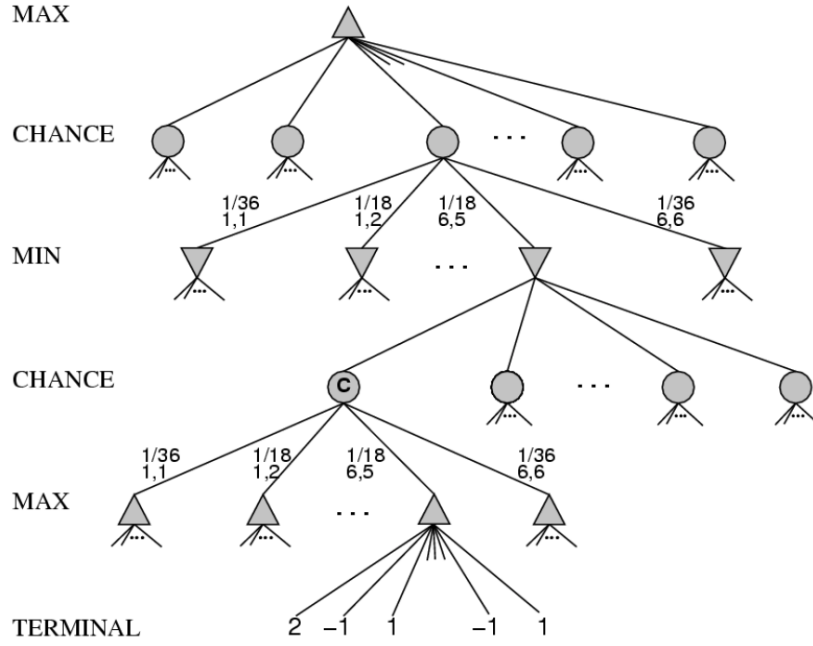 MAX
CHANCE
...
... ... ... ... ...
1/36 1/18 1/18 1/36
1,1 1,2 6,5 6,6
MIN
...
... ... ...
CHANCE C
...
... ... ...
1/36 1/18 1/18 1/36
1,1 1,2 6,5 6,6
MAX
...
... ... ...
TERMINAL 2 −1 1 −1 1